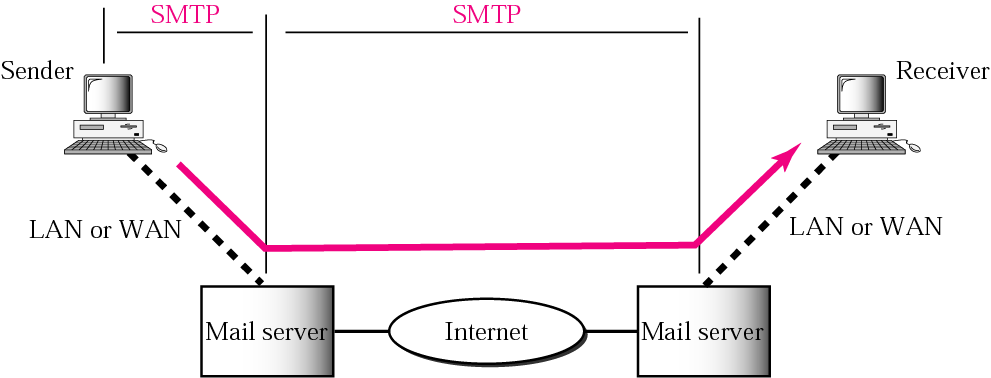 SMTP
SMTP
Sender
Receiver
LAN or WAN
LAN or WAN
Mail server
Internet
Mail server